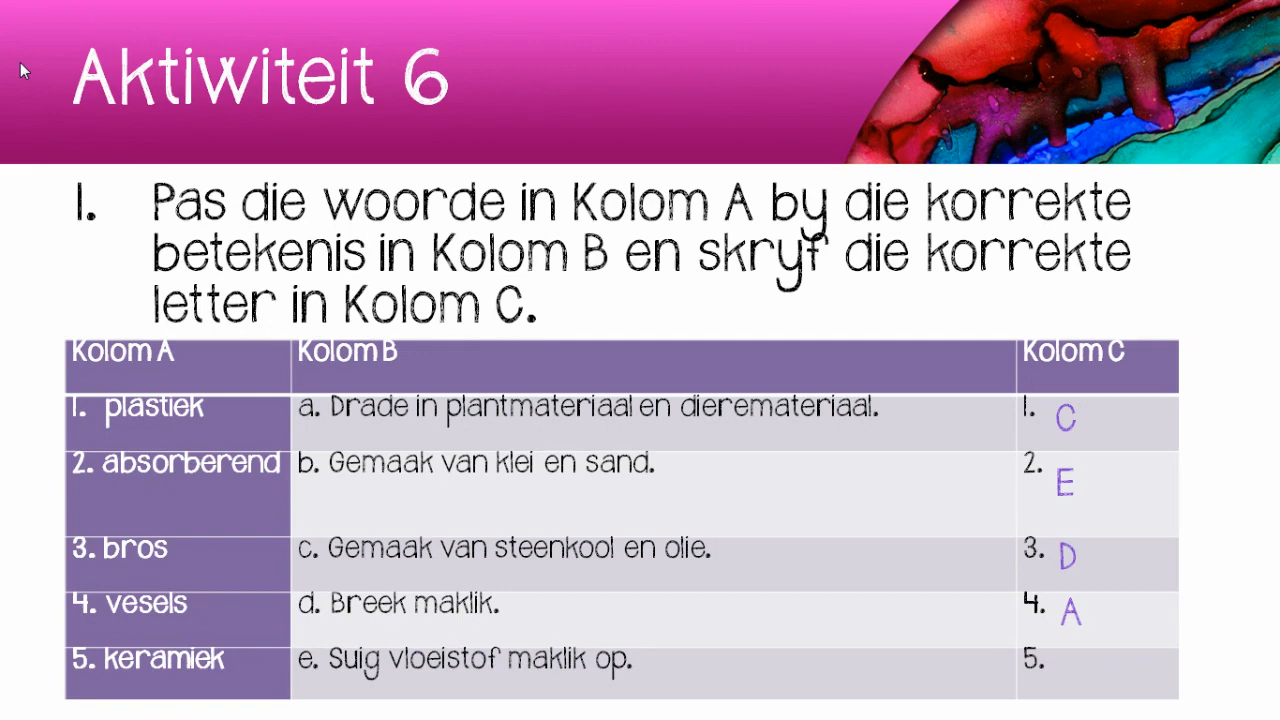 Aktiwiteit 6
1. Pas die woorde in Kolom A by die korrekte
betekenis in Kolom B en skryf die korrekte
letter in Kolom C.
Kolom A Kolom B Kolom C
1. plastiek a. Drade in plantmateriaal en dieremateriaal. 1. C
2. absorberend b. Gemaak van klei en sand. 2. E
3. bros c. Gemaak van steenkool en olie. 3. D
4. vesels d. Breek maklik. 4. A
5. keramiek e. Suig vloeistof maklik op. 5.